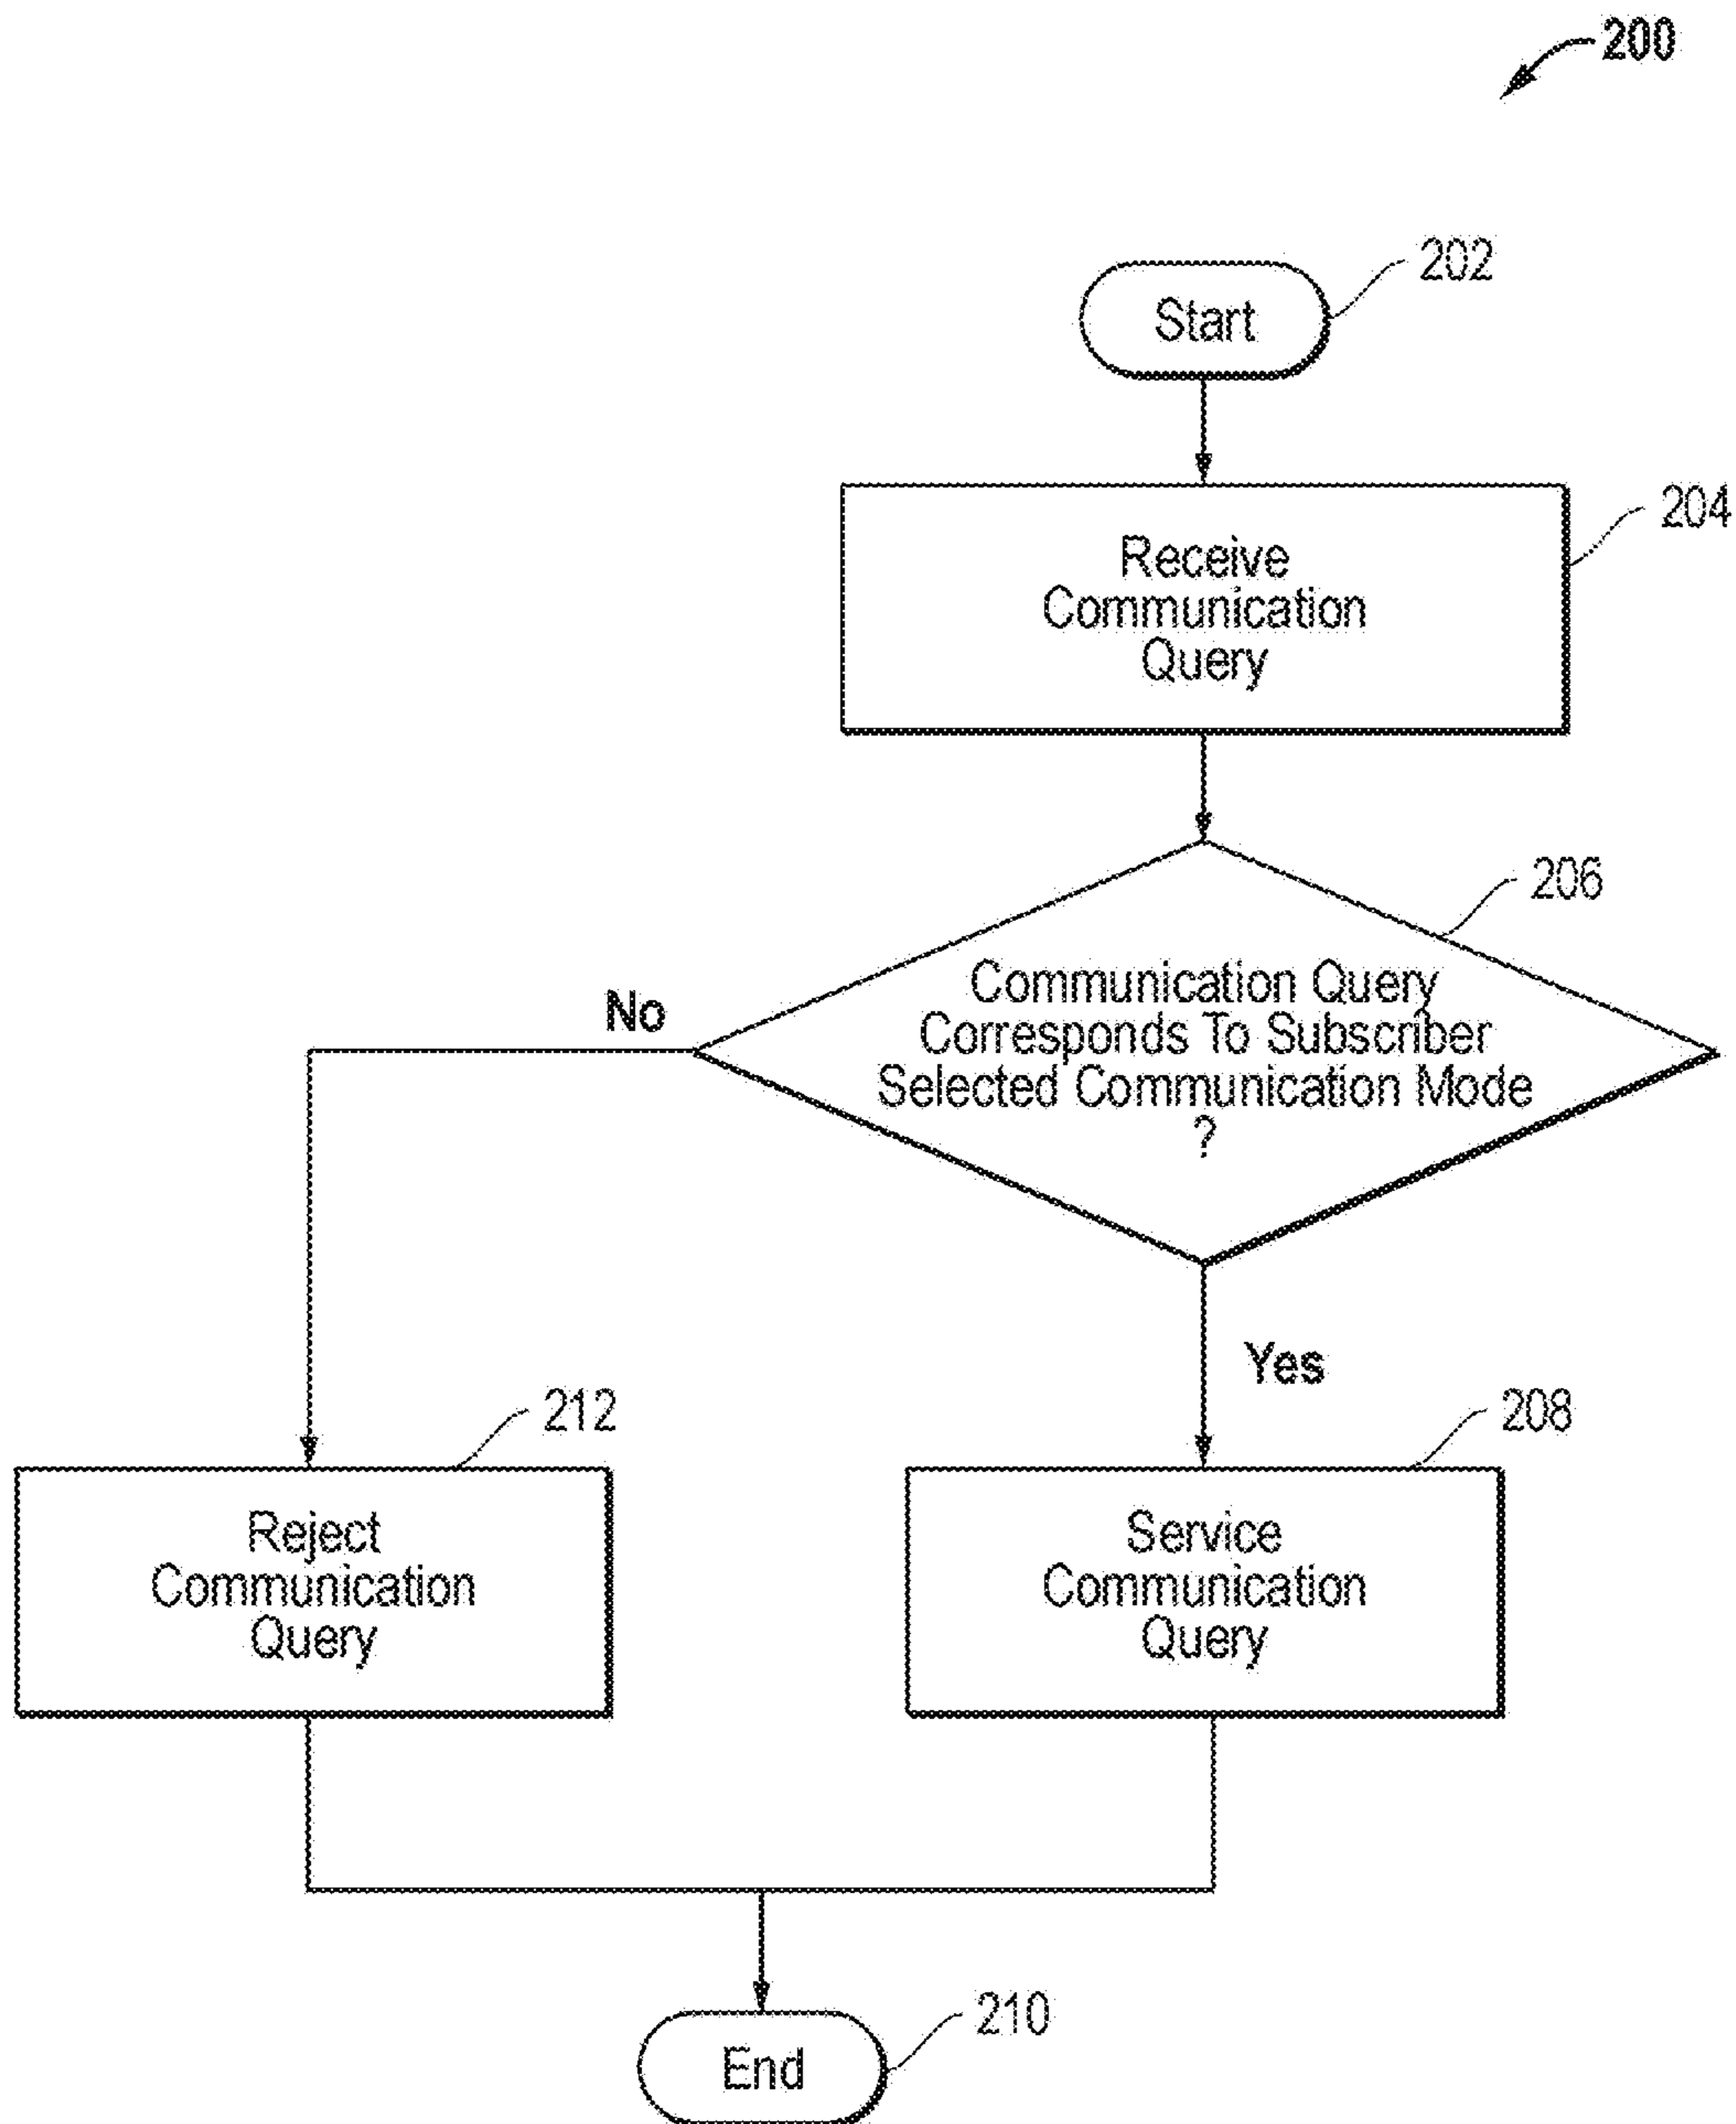 200
202
Start
204
Receive
Communication
Query
206
Communication Query
Corresponds To Subscriber
Selected Communication Mode
?
No
Yes
212
208
Reject
Communication
Query
Service
Communication
Query
210
End